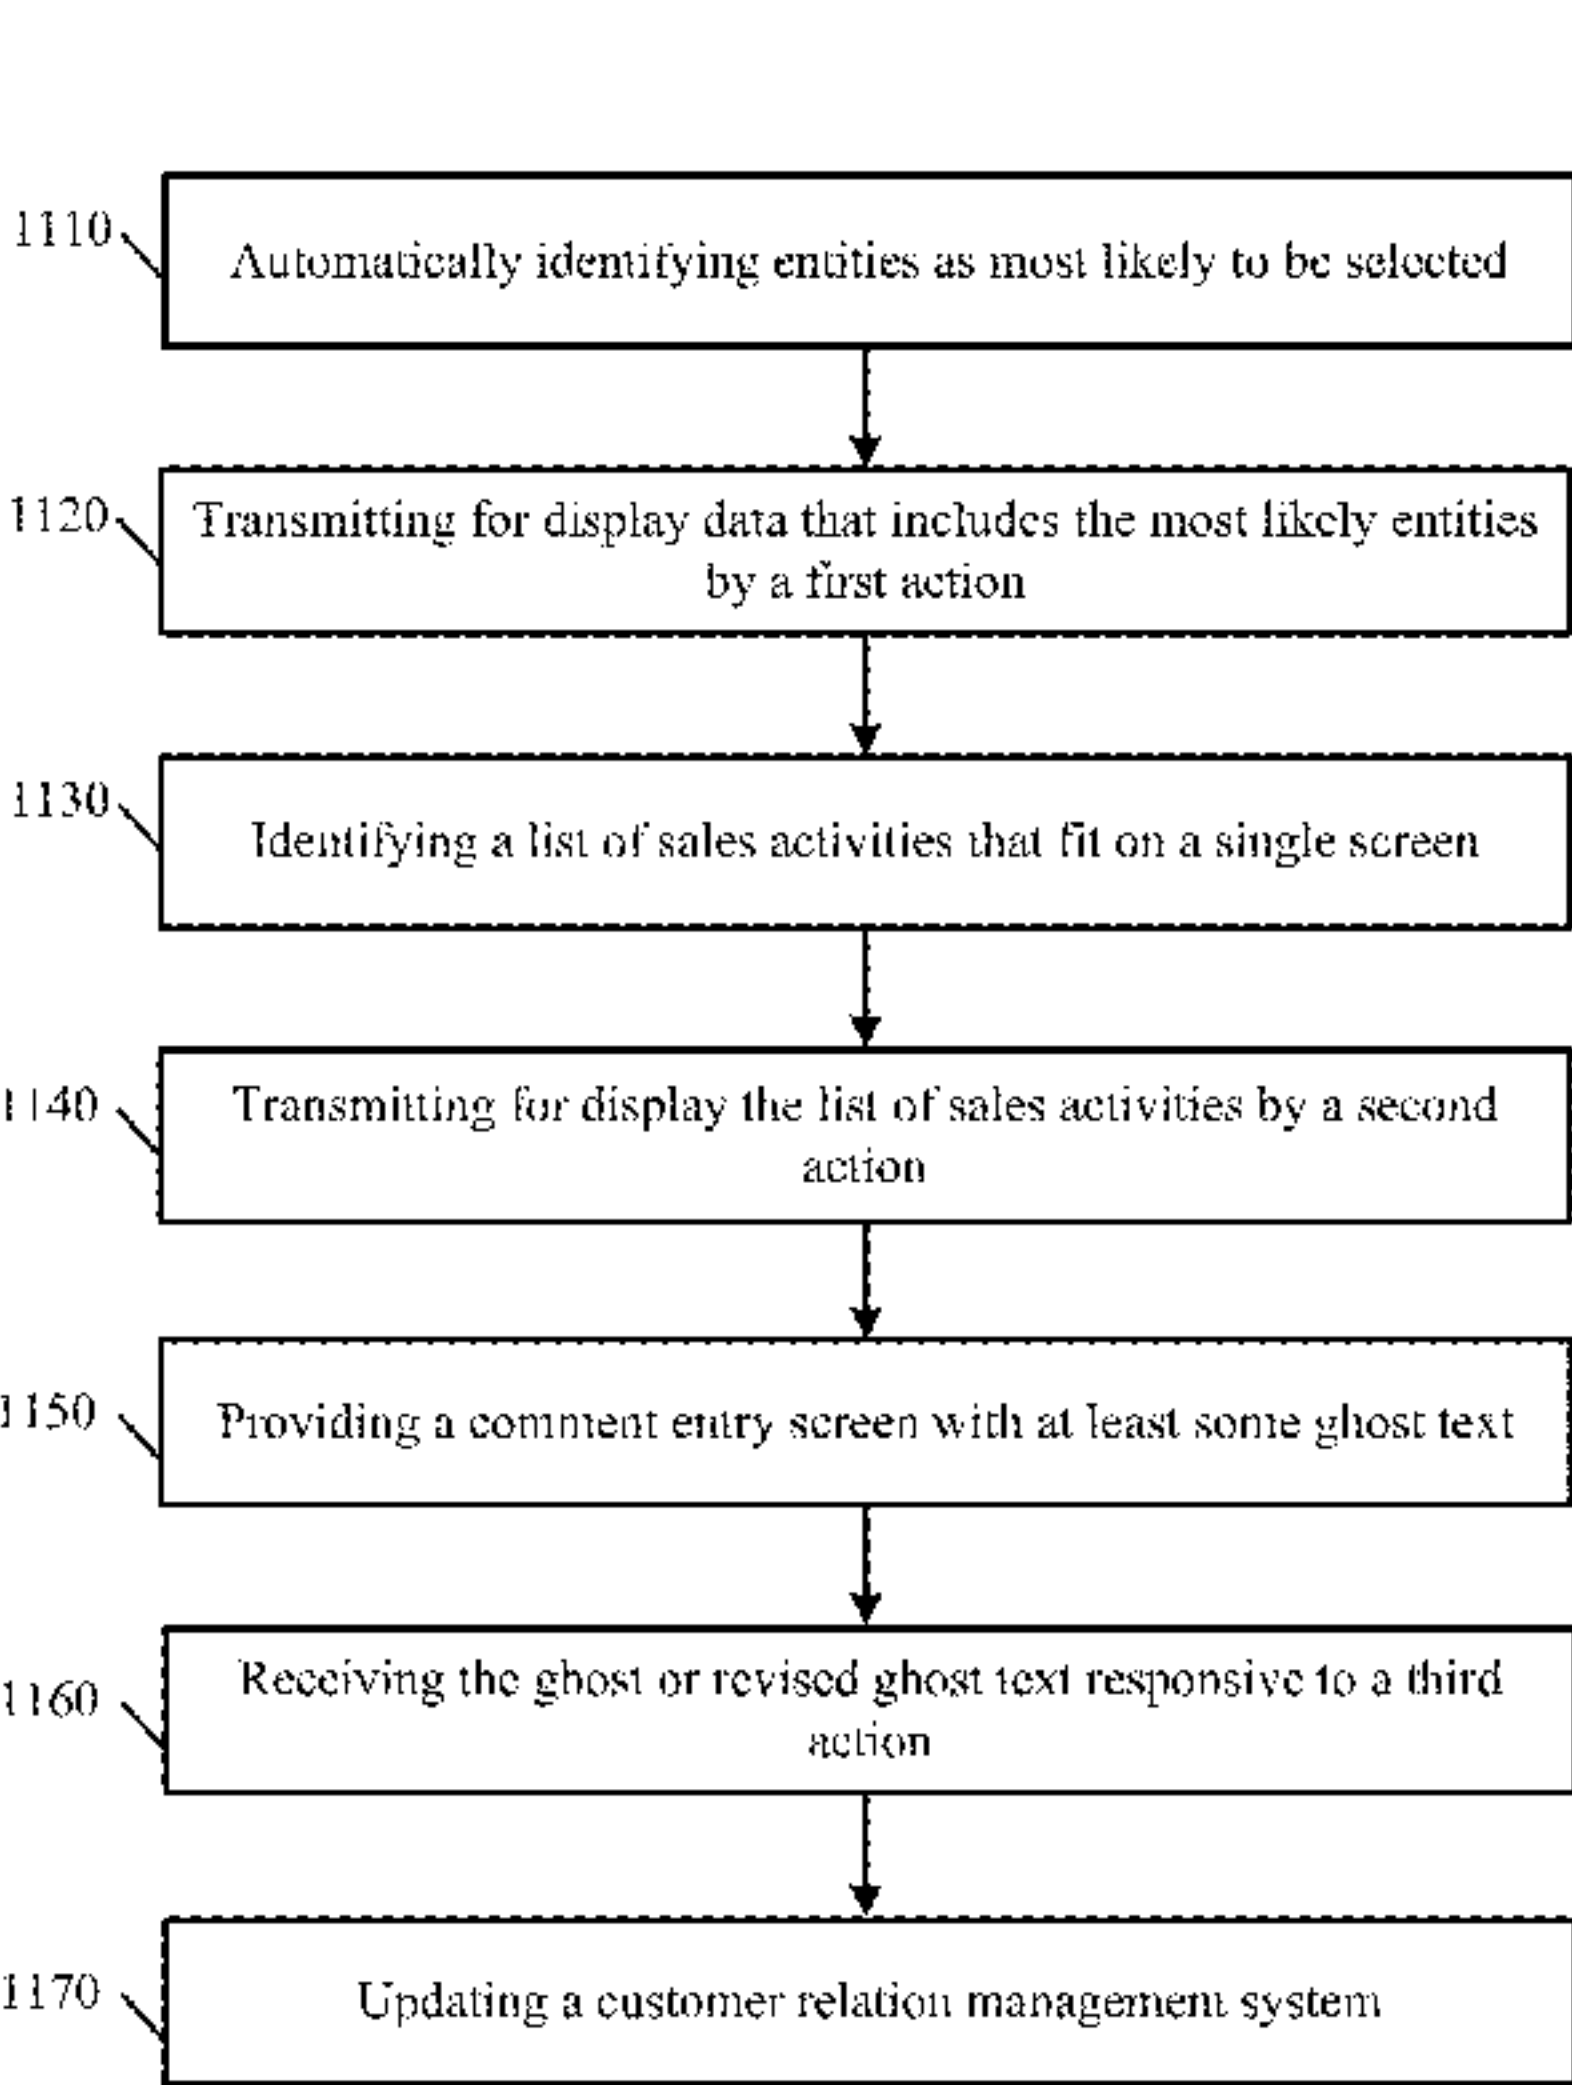 1110
Automatically identifying entities as most likely to be selected
1120
Transmitting for display data that includes the most likely entities
by a first action
1130
Identifying a list of sales activities that fit on a single screen
1140
Transmitting for display the list of sales activities by a second
action
1150
Providing a comment entry screen with at least some ghost text
1160
Receiving the ghost or revised ghost text responsive to a third
action
1170
Updating a customer relation management system